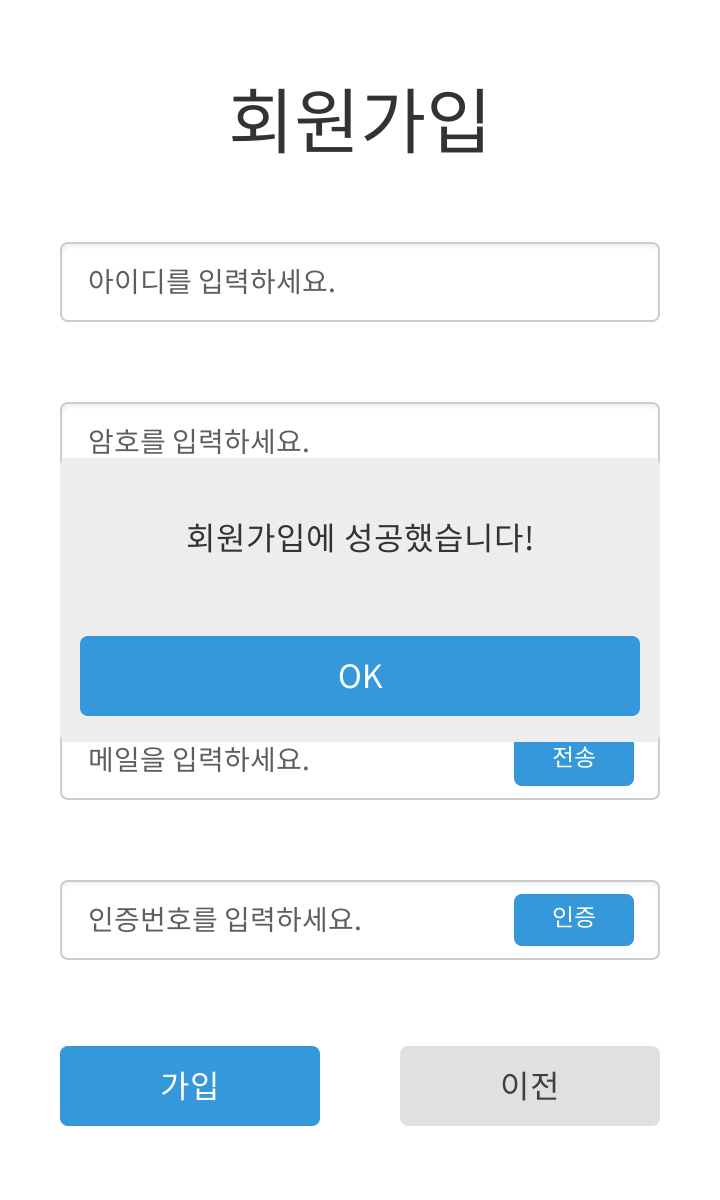 회원가입
아이디를 입력하세요.
암호를 입력하세요.
회원가입에 성공했습니다!
OK
메일을 입력하세요.
전송
인증번호를 입력하세요.
인증
가입
이전